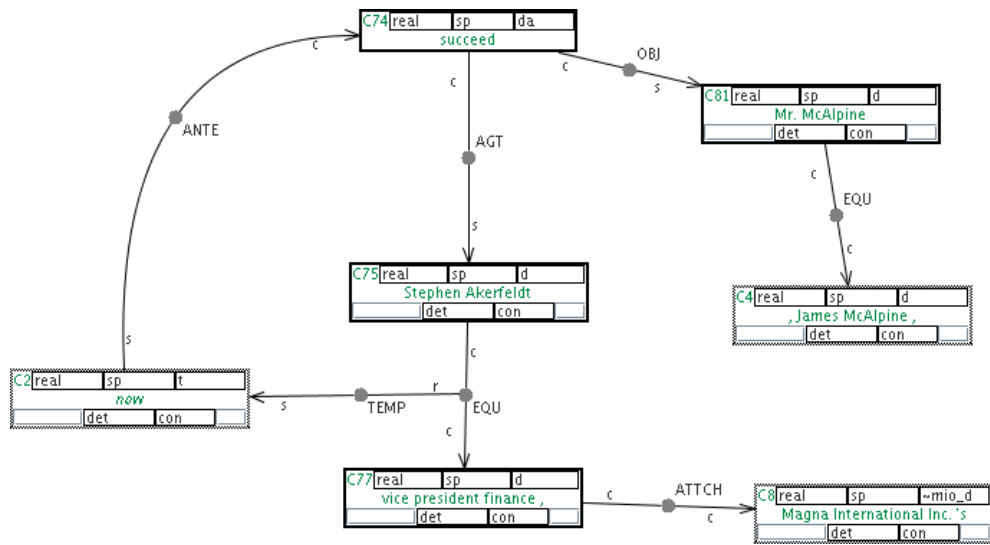 C74 real sp da
succeed
c
c
c
OBJ
s
C81 real sp d
Mr. McAlpine
det con
ANTE
AGT
c
EQU
s
c
C75 real sp d
Stephen Akerfeldt
det con
C4 real sp d
, James McAlpine ,
det con
s
c
C2 real sp t
now
det con
s
TEMP
r
EQU
c
C77 real sp d
vice president finance ,
det con
c
ATTCH
c
C8 real sp ~mio_d
Magna International Inc. 's
det con